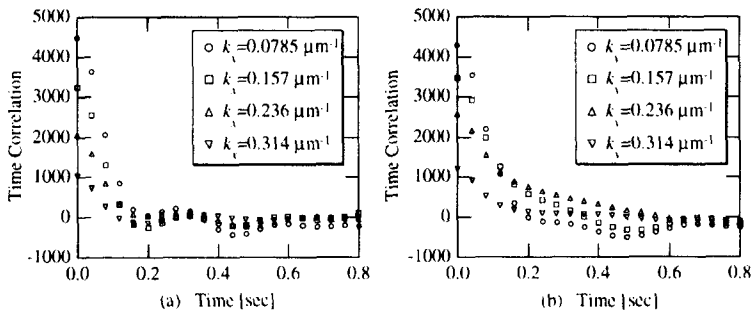 5000
4000
3000
2000
1000
0
-1000
Time Correlation
k =0.0785 μm⁻¹
k =0.157 μm⁻¹
k =0.236 μm⁻¹
k =0.314 μm⁻¹
0.0 0.2 0.4 0.6 0.8
(a) Time [sec]
5000
4000
3000
2000
1000
0
-1000
Time Correlation
k =0.0785 μm⁻¹
k =0.157 μm⁻¹
k =0.236 μm⁻¹
k =0.314 μm⁻¹
0.0 0.2 0.4 0.6 0.8
(b) Time [sec]